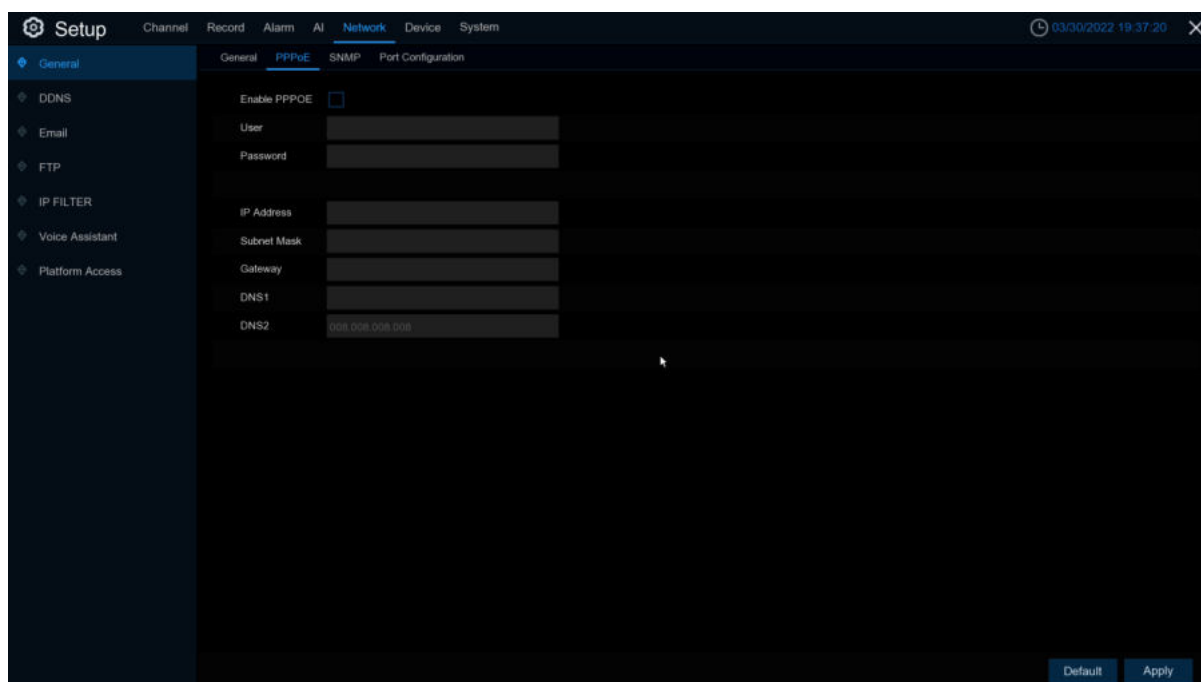 Setup Channel Record Alarm AI Network Device System 03/30/2022 19:37:20
General PPPoE SNMP Port Configuration
General
DDNS
Email
FTP
IP FILTER
Voice Assistant
Platform Access
Enable PPPOE
User
Password
IP Address
Subnet Mask
Gateway
DNS1
DNS2 008.008.008.008
Default Apply